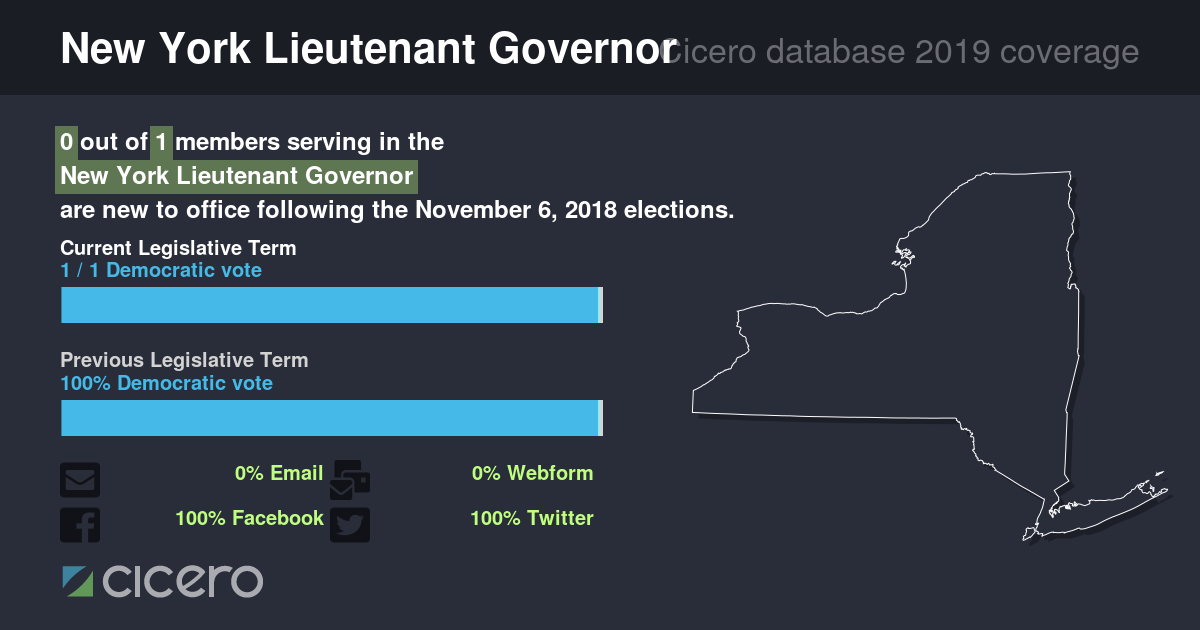 New York Lieutenant Governor
Cicero database 2019 coverage
0 out of 1 members serving in the
New York Lieutenant Governor
are new to office following the November 6, 2018 elections.
Current Legislative Term
1 / 1 Democratic vote
Previous Legislative Term
100% Democratic vote
0% Email
0% Webform
100% Facebook
100% Twitter
cicero